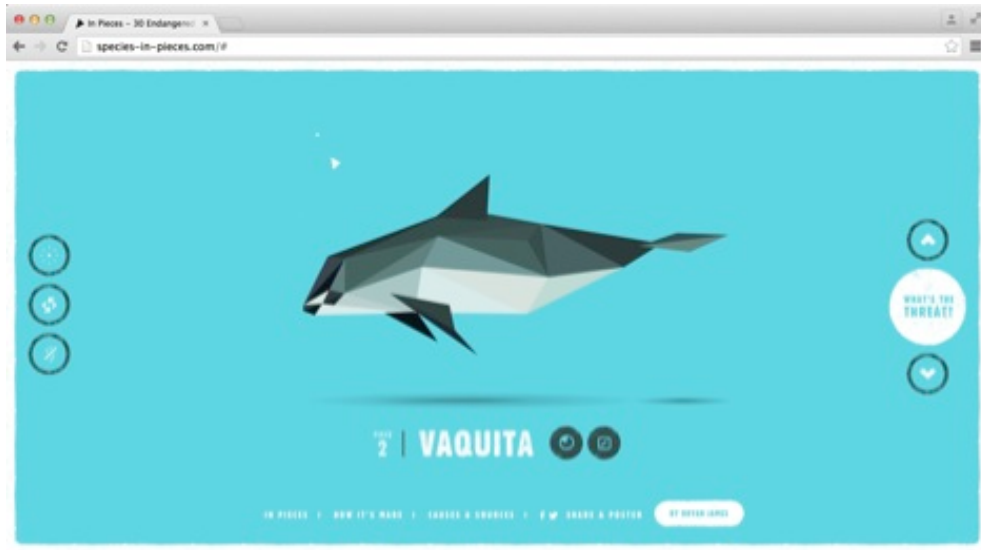 In Pieces – 30 Endangered
species-in-pieces.com/#
WHAT'S THE
THREAT?
2 | VAQUITA
IN PIECES | HOW IT'S MADE | CAUSES & SOURCES | SHARE & POSTER BY BRYAN JAMES